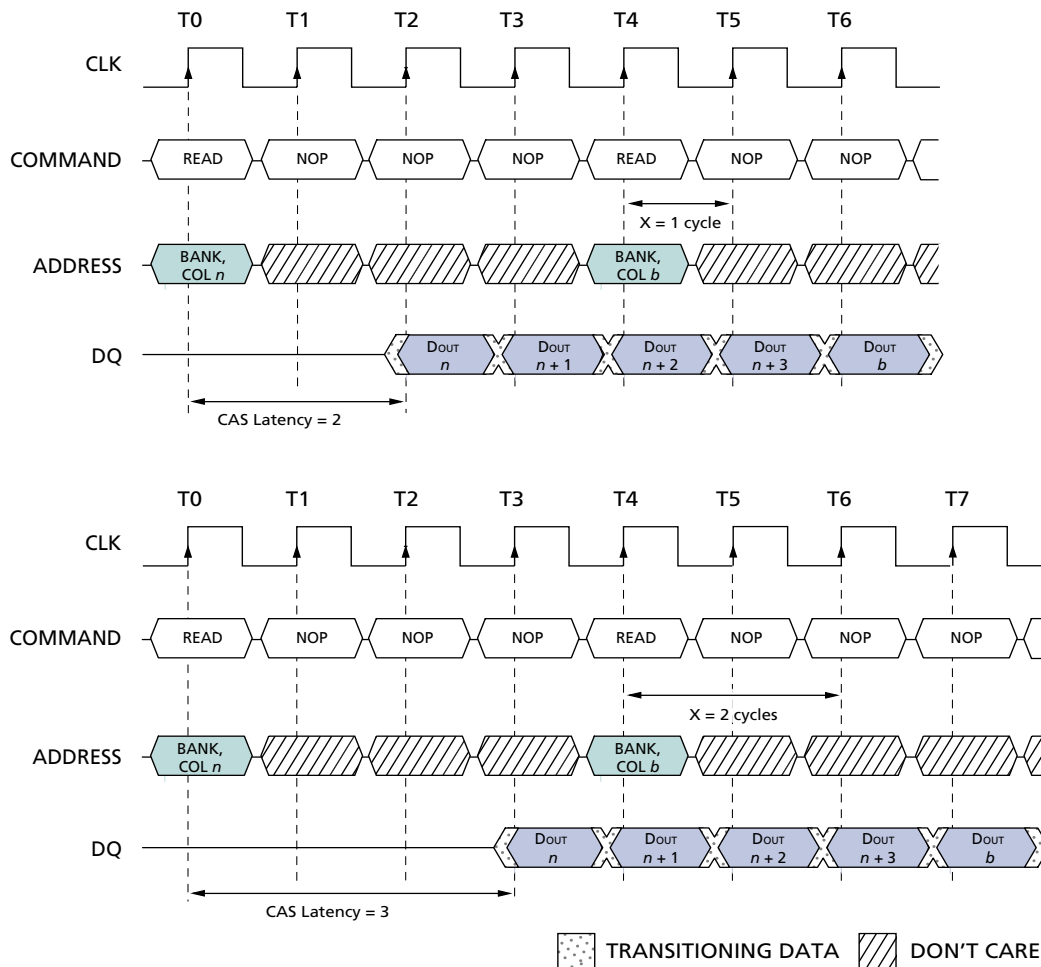 T0 T1 T2 T3 T4 T5 T6
CLK
COMMAND READ NOP NOP NOP READ NOP NOP
X = 1 cycle
ADDRESS BANK, COL n BANK, COL b
DQ DOUT n DOUT n + 1 DOUT n + 2 DOUT n + 3 DOUT b
CAS Latency = 2
T0 T1 T2 T3 T4 T5 T6 T7
CLK
COMMAND READ NOP NOP NOP READ NOP NOP NOP
X = 2 cycles
ADDRESS BANK, COL n BANK, COL b
DQ DOUT n DOUT n + 1 DOUT n + 2 DOUT n + 3 DOUT b
CAS Latency = 3
TRANSITIONING DATA DON'T CARE